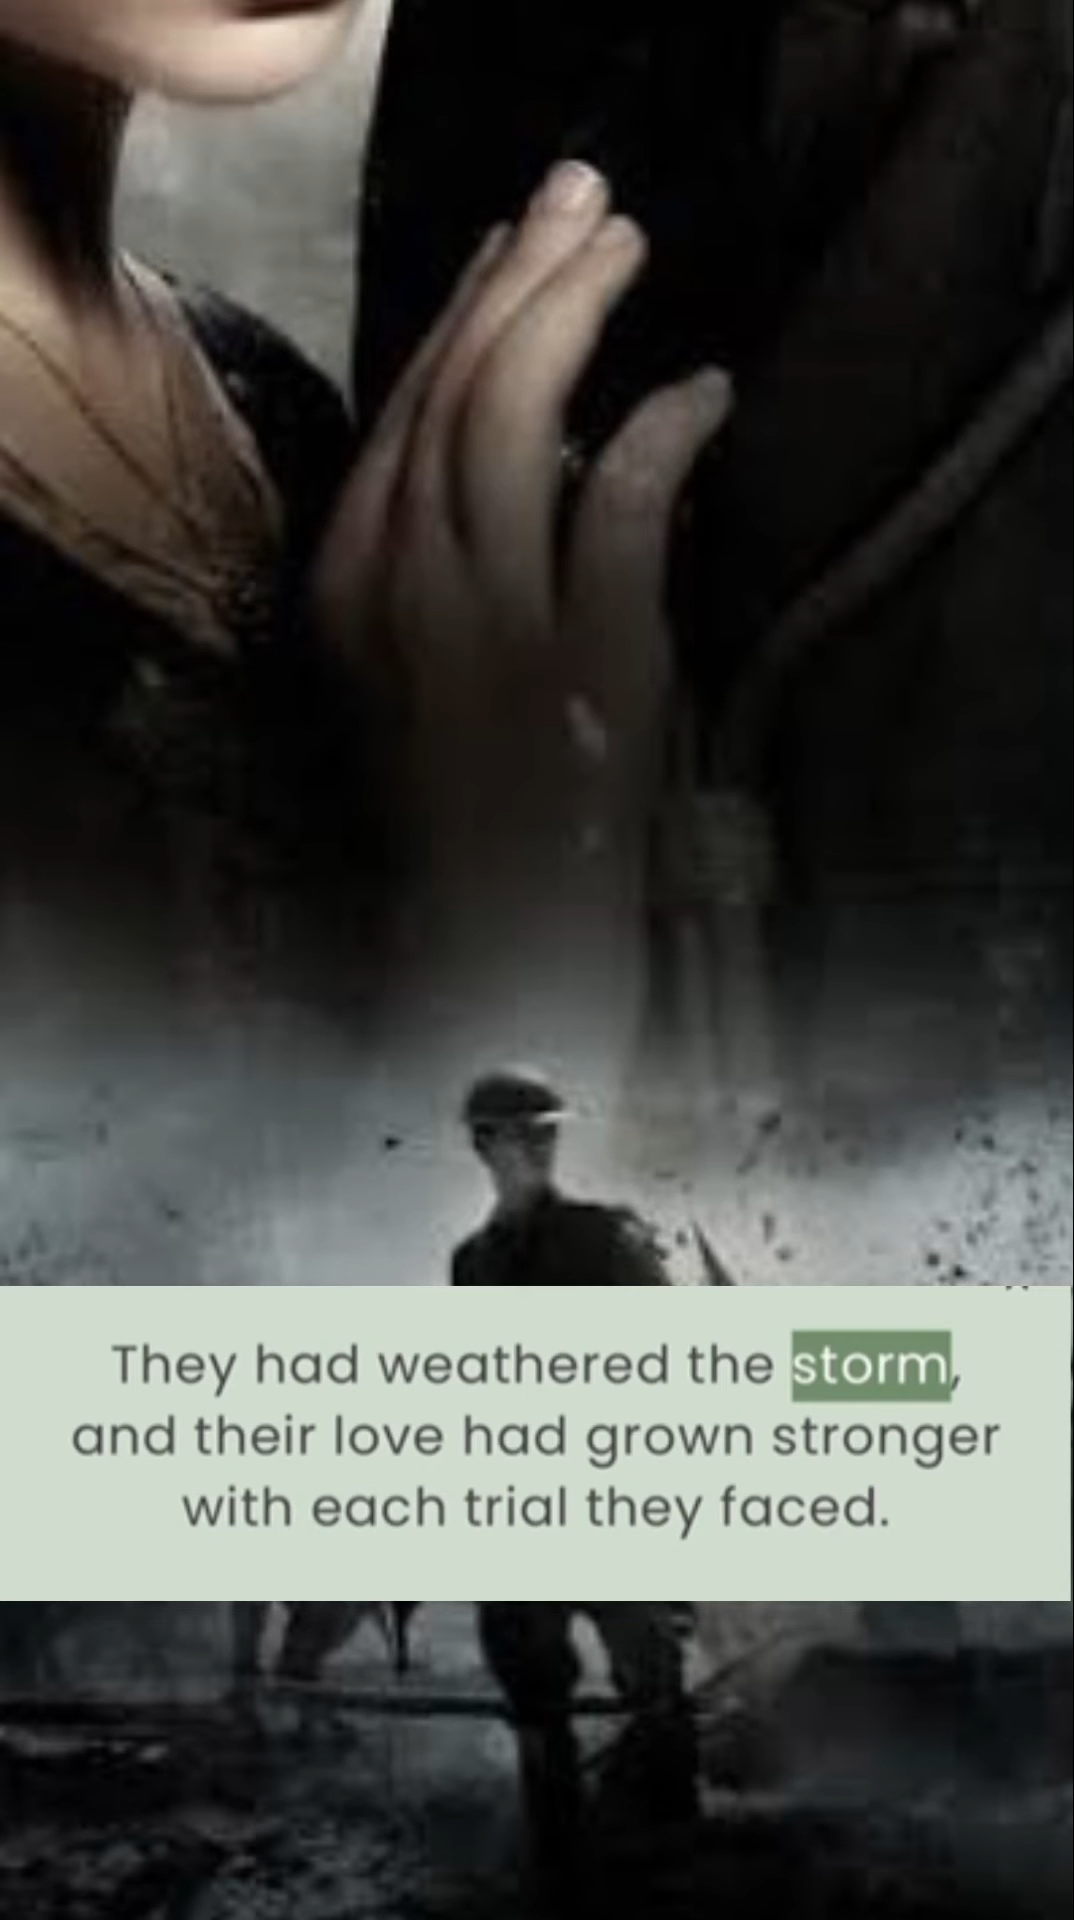 They had weathered the storm,
and their love had grown stronger
with each trial they faced.